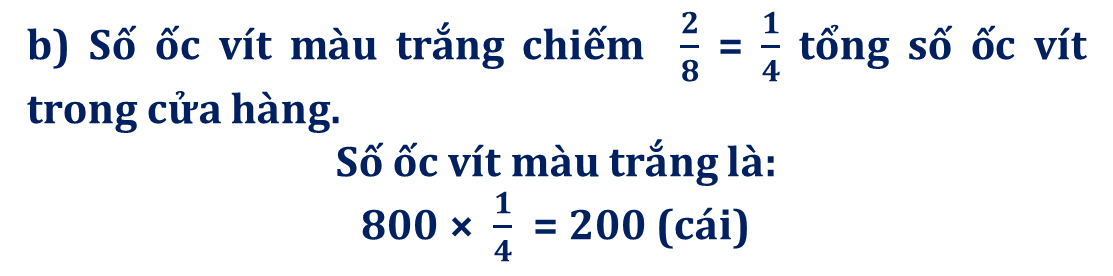 b) Số ốc vít màu trắng chiếm 2/8 = 1/4 tổng số ốc vít
trong cửa hàng.
Số ốc vít màu trắng là:
800 × 1/4 = 200 (cái)